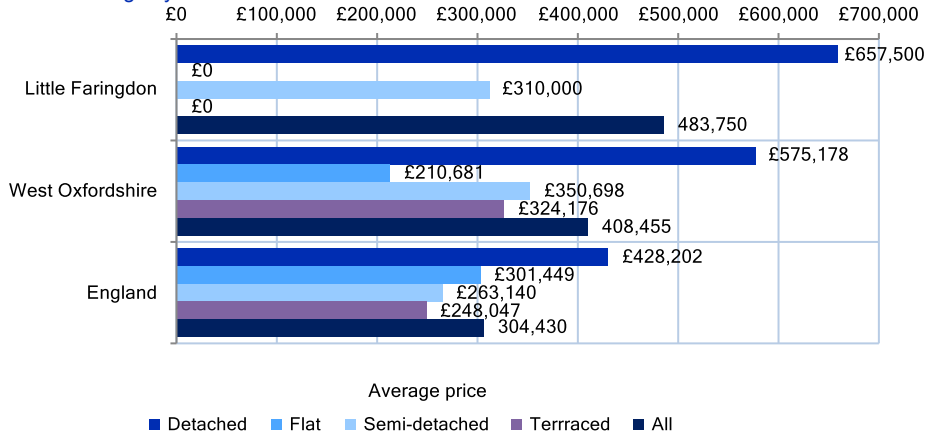 £0 £100,000 £200,000 £300,000 £400,000 £500,000 £600,000 £700,000
£657,500
£0
Little Faringdon £310,000
£0
483,750
£575,178
£210,681
West Oxfordshire £350,698
£324,176
408,455
£428,202
£301,449
England £263,140
£248,047
304,430
Average price
Detached Flat Semi-detached Terrraced All